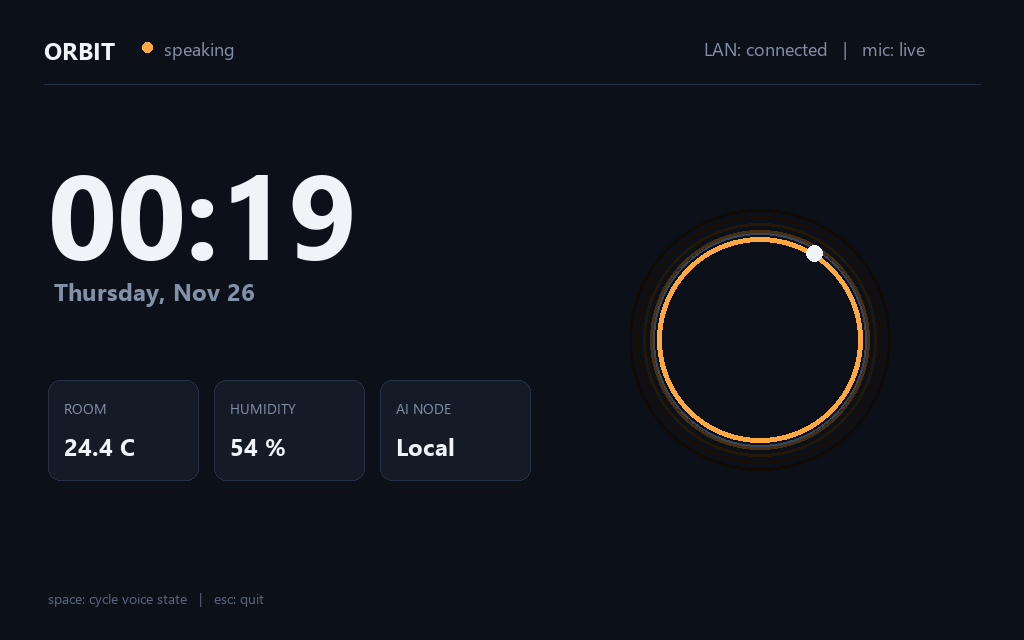 ORBIT speaking LAN: connected | mic: live
00:19
Thursday, Nov 26
ROOM HUMIDITY AI NODE
24.4 C 54 % Local
space: cycle voice state | esc: quit